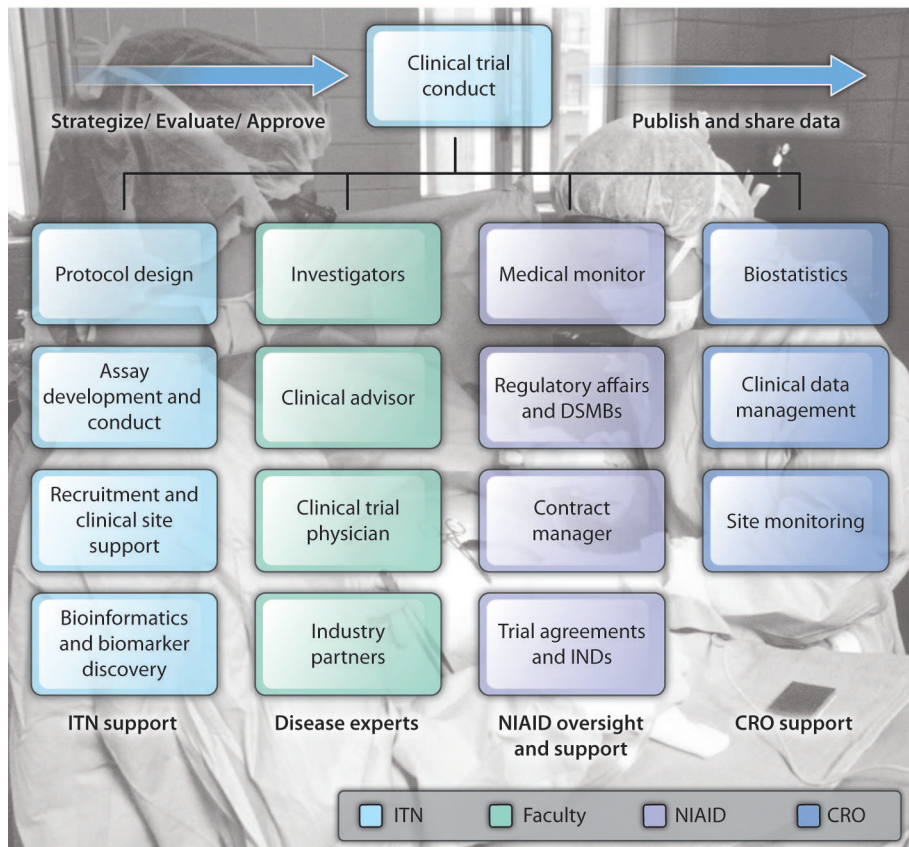 Clinical trial
conduct
Strategize/ Evaluate/ Approve
Publish and share data
Protocol design
Investigators
Medical monitor
Biostatistics
Assay
development and
conduct
Clinical advisor
Regulatory affairs
and DSMBs
Clinical data
management
Recruitment and
clinical site
support
Clinical trial
physician
Contract
manager
Site monitoring
Bioinformatics
and biomarker
discovery
Industry
partners
Trial agreements
and INDs
ITN support
Disease experts
NIAID oversight
and support
CRO support
ITN
Faculty
NIAID
CRO